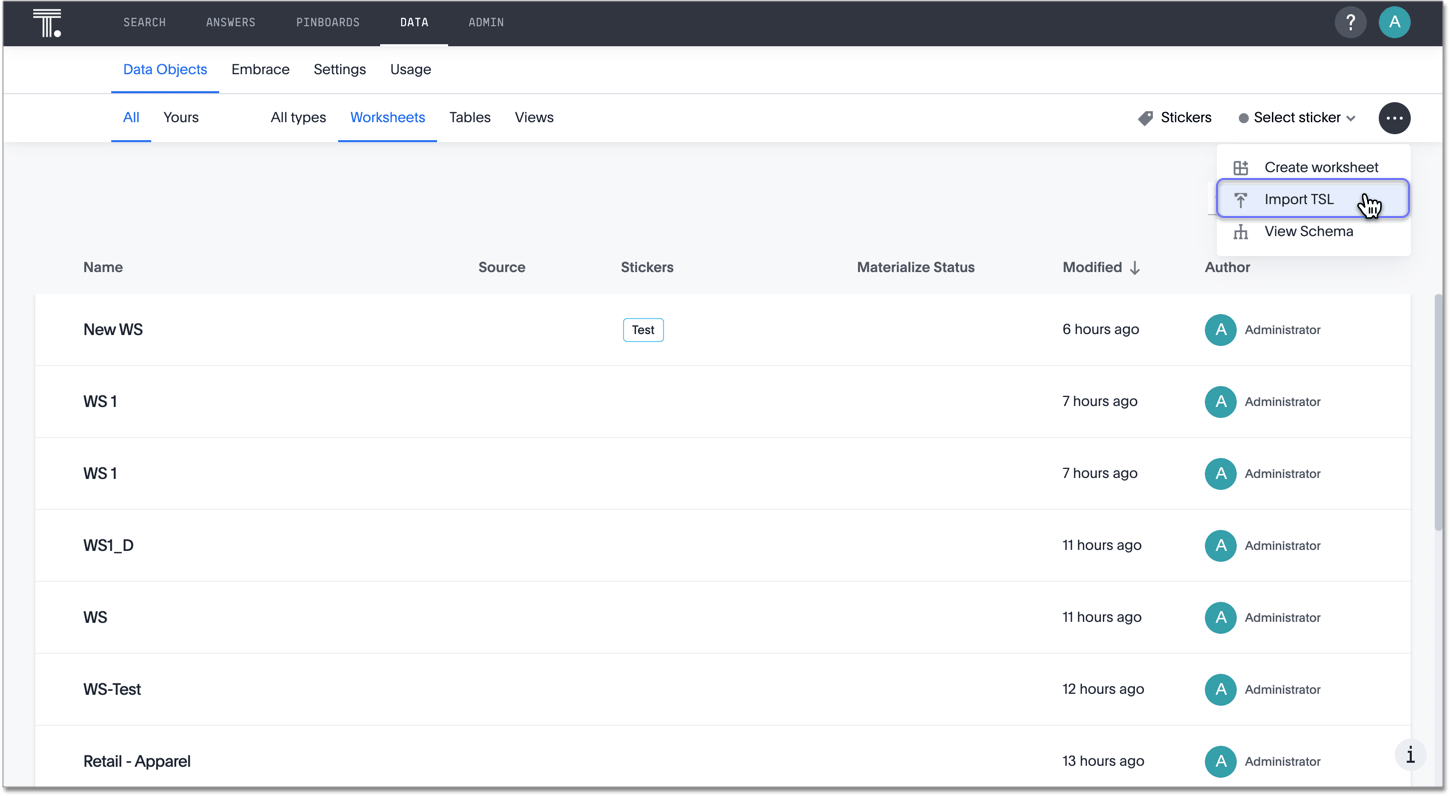 SEARCH ANSWERS PINBOARDS DATA ADMIN ? A
Data Objects Embrace Settings Usage
All Yours All types Worksheets Tables Views Stickers Select sticker
Create worksheet
Import TSL
View Schema
Name Source Stickers Materialize Status Modified Author
New WS Test 6 hours ago A Administrator
WS 1 7 hours ago A Administrator
WS 1 7 hours ago A Administrator
WS1_D 11 hours ago A Administrator
WS 11 hours ago A Administrator
WS-Test 12 hours ago A Administrator
Retail - Apparel 13 hours ago A Administrator
i